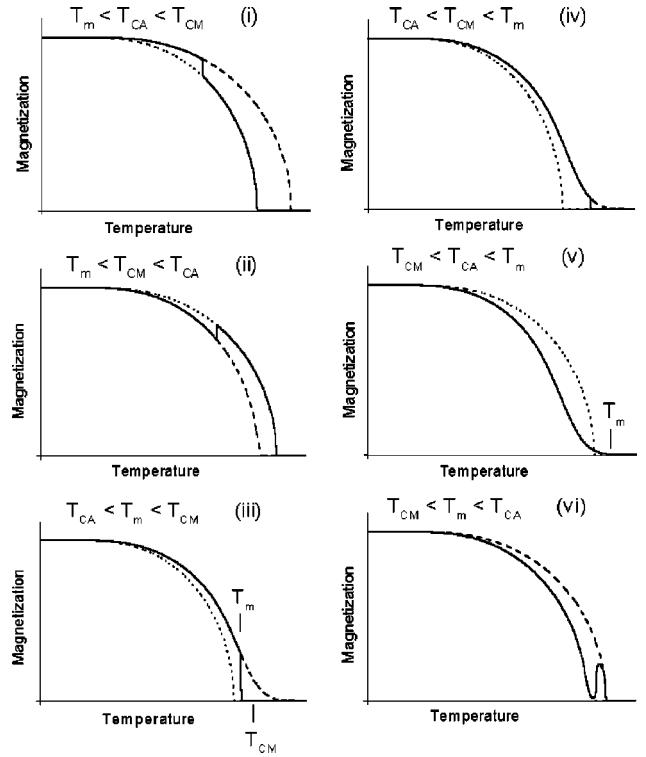 T_m < T_CA < T_CM (i)
Magnetization
Temperature
T_m < T_CM < T_CA (ii)
Magnetization
Temperature
T_CA < T_m < T_CM (iii)
Magnetization
T_m
Temperature
T_CM
T_CA < T_CM < T_m (iv)
Magnetization
Temperature
T_CM < T_CA < T_m (v)
Magnetization
T_m
Temperature
T_CM < T_m < T_CA (vi)
Magnetization
Temperature